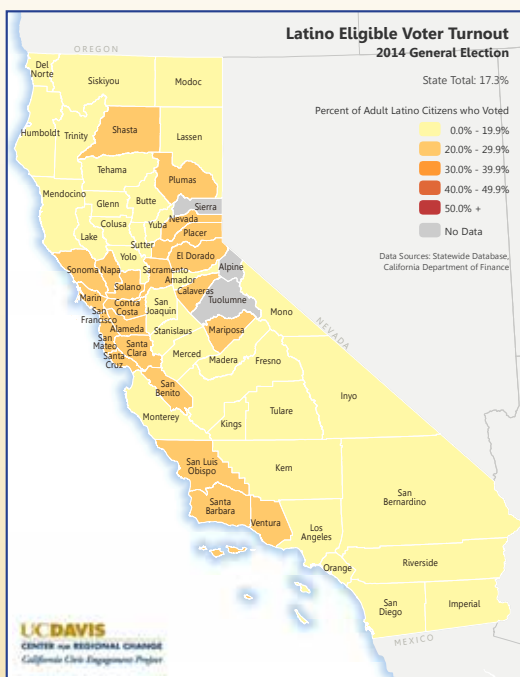 Latino Eligible Voter Turnout
2014 General Election
State Total: 17.3%
Percent of Adult Latino Citizens who Voted
0.0% - 19.9%
20.0% - 29.9%
30.0% - 39.9%
40.0% - 49.9%
50.0% +
No Data
Data Sources: Statewide Database,
California Department of Finance
OREGON
Del
Norte
Siskiyou
Modoc
Humboldt
Trinity
Shasta
Lassen
Tehama
Plumas
Mendocino
Glenn
Butte
Sierra
Colusa
Yuba
Nevada
Placer
Lake
Sutter
Yolo
El Dorado
Sonoma
Napa
Sacramento
Amador
Alpine
Solano
Calaveras
Tuolumne
Marin
Contra
Costa
San
Joaquin
San
Francisco
Alameda
Stanislaus
Mariposa
Mono
NEVADA
San
Mateo
Santa
Clara
Santa
Cruz
Merced
Madera
Fresno
San
Benito
Inyo
Monterey
Kings
Tulare
San Luis
Obispo
Kern
San
Bernardino
Santa
Barbara
Ventura
Los
Angeles
Orange
Riverside
San
Diego
Imperial
MEXICO
UCDAVIS
CENTER FOR REGIONAL CHANGE
California Civic Engagement Project